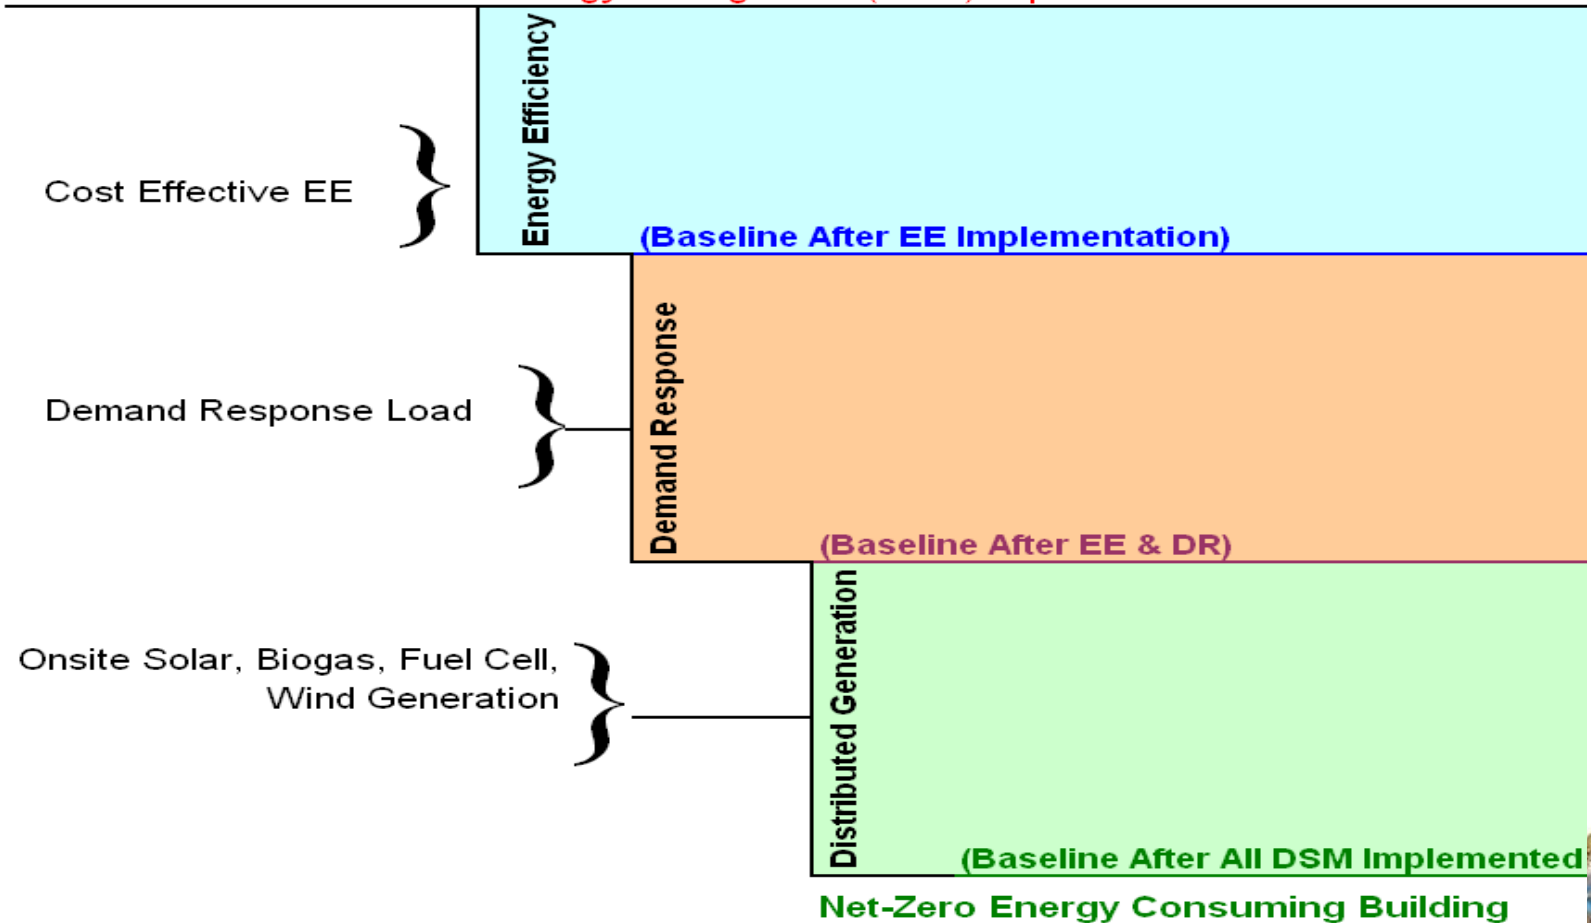 Cost Effective EE
Energy Efficiency
(Baseline After EE Implementation)
Demand Response Load
Demand Response
(Baseline After EE & DR)
Onsite Solar, Biogas, Fuel Cell,
Wind Generation
Distributed Generation
(Baseline After All DSM Implemented
Net-Zero Energy Consuming Building